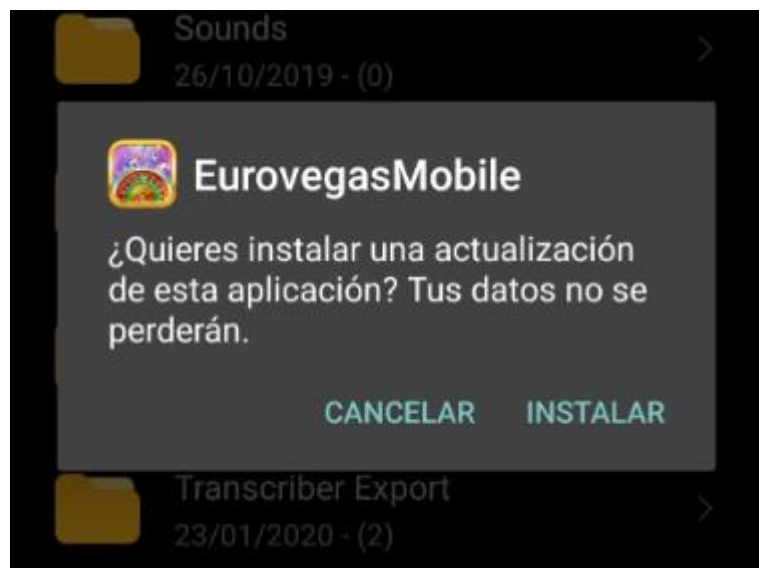 Sounds
26/10/2019 - (0)
EurovegasMobile
¿Quieres instalar una actualización
de esta aplicación? Tus datos no se
perderán.
CANCELAR INSTALAR
Transcriber Export
23/01/2020 - (2)